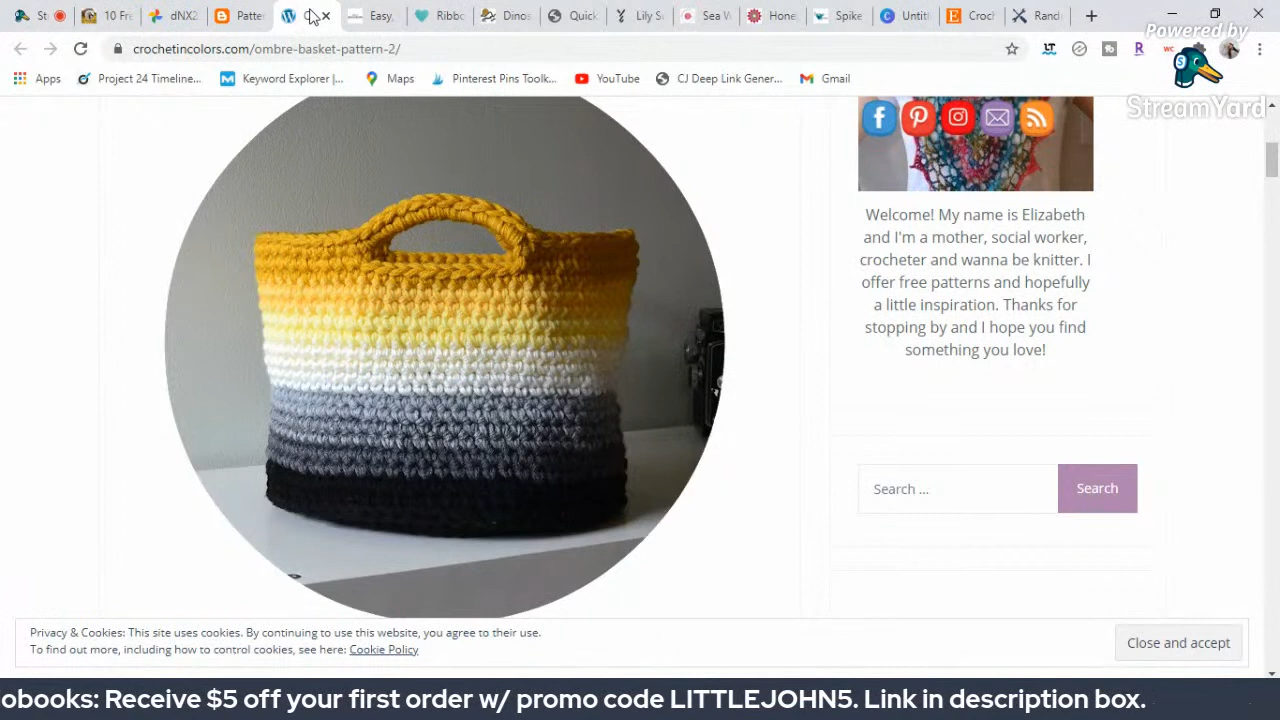 St
10 Fre
dNX2
Patte
Easy,
Ribbo
Dinos
Quick
Lily S
Sea W
Hone
Spike
Untit
Croch
Rand
crochetincolors.com/ombre-basket-pattern-2/
Powered by
StreamYard
Apps
Project 24 Timeline...
Keyword Explorer |...
Maps
Pinterest Pins Toolk...
YouTube
CJ Deep Link Gener...
Gmail
Welcome! My name is Elizabeth
and I'm a mother, social worker,
crocheter and wanna be knitter. I
offer free patterns and hopefully
a little inspiration. Thanks for
stopping by and I hope you find
something you love!
Search ...
Search
Privacy & Cookies: This site uses cookies. By continuing to use this website, you agree to their use.
To find out more, including how to control cookies, see here: Cookie Policy
Close and accept
obooks: Receive $5 off your first order w/ promo code LITTLEJOHN5. Link in description box.